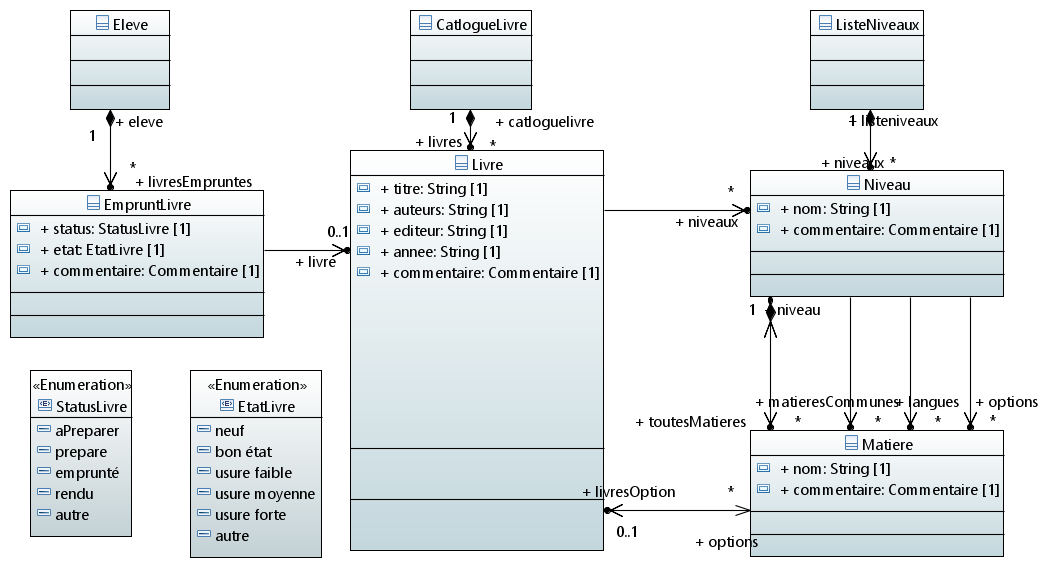 Eleve
CatlogueLivre
ListeNiveaux
1
+ eleve
*
+ livresEmpruntes
1
+ catloguelivre
+ livres
*
1
+ listeniveaux
+ niveaux
*
EmpruntLivre
+ status: StatusLivre [1]
+ etat: EtatLivre [1]
+ commentaire: Commentaire [1]
0..1
+ livre
Livre
+ titre: String [1]
+ auteurs: String [1]
+ editeur: String [1]
+ annee: String [1]
+ commentaire: Commentaire [1]
*
+ niveaux
Niveau
+ nom: String [1]
+ commentaire: Commentaire [1]
1
+ niveau
«Enumeration»
StatusLivre
aPreparer
prepare
emprunté
rendu
autre
«Enumeration»
EtatLivre
neuf
bon état
usure faible
usure moyenne
usure forte
autre
+ toutesMatieres
*
+ matieresCommunes
*
+ langues
*
+ options
*
Matiere
+ nom: String [1]
+ commentaire: Commentaire [1]
+ livresOption
*
0..1
+ options